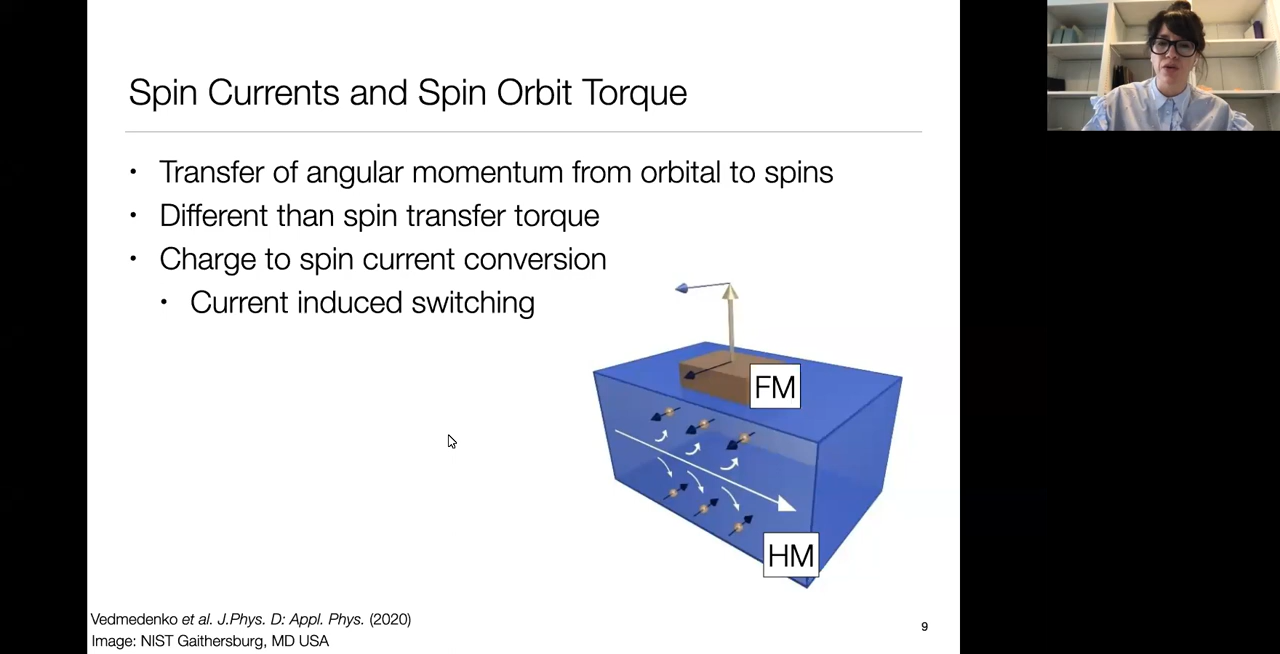 Spin Currents and Spin Orbit Torque
• Transfer of angular momentum from orbital to spins
• Different than spin transfer torque
• Charge to spin current conversion
• Current induced switching
FM
HM
Vedmedenko et al. J.Phys. D: Appl. Phys. (2020)
Image: NIST Gaithersburg, MD USA
9